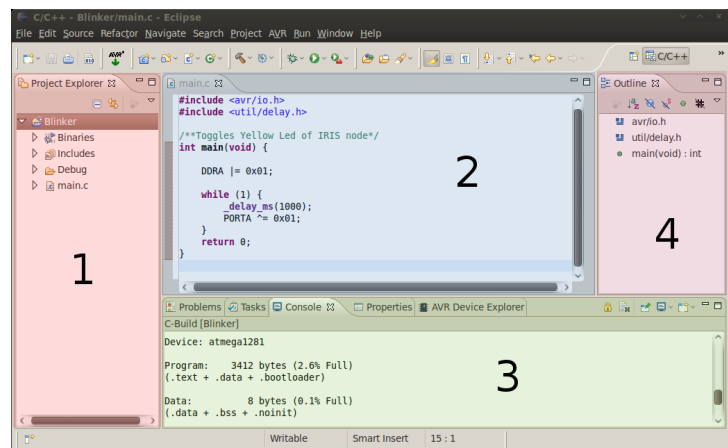 C/C++ - Blinker/main.c - Eclipse
File Edit Source Refactor Navigate Search Project AVR Run Window Help
AVR
C/C++
»
Project Explorer
Blinker
Binaries
Includes
Debug
main.c
1
main.c
#include <avr/io.h>
#include <util/delay.h>
/**Toggles Yellow Led of IRIS node*/
int main(void) {
DDRA |= 0x01;
while (1) {
_delay_ms(1000);
PORTA ^= 0x01;
}
return 0;
}
2
Outline
avr/io.h
util/delay.h
main(void) : int
4
Problems Tasks Console Properties AVR Device Explorer
C-Build [Blinker]
Device: atmega1281
Program: 3412 bytes (2.6% Full)
(.text + .data + .bootloader)
Data: 8 bytes (0.1% Full)
(.data + .bss + .noinit)
3
Writable Smart Insert 15 : 1